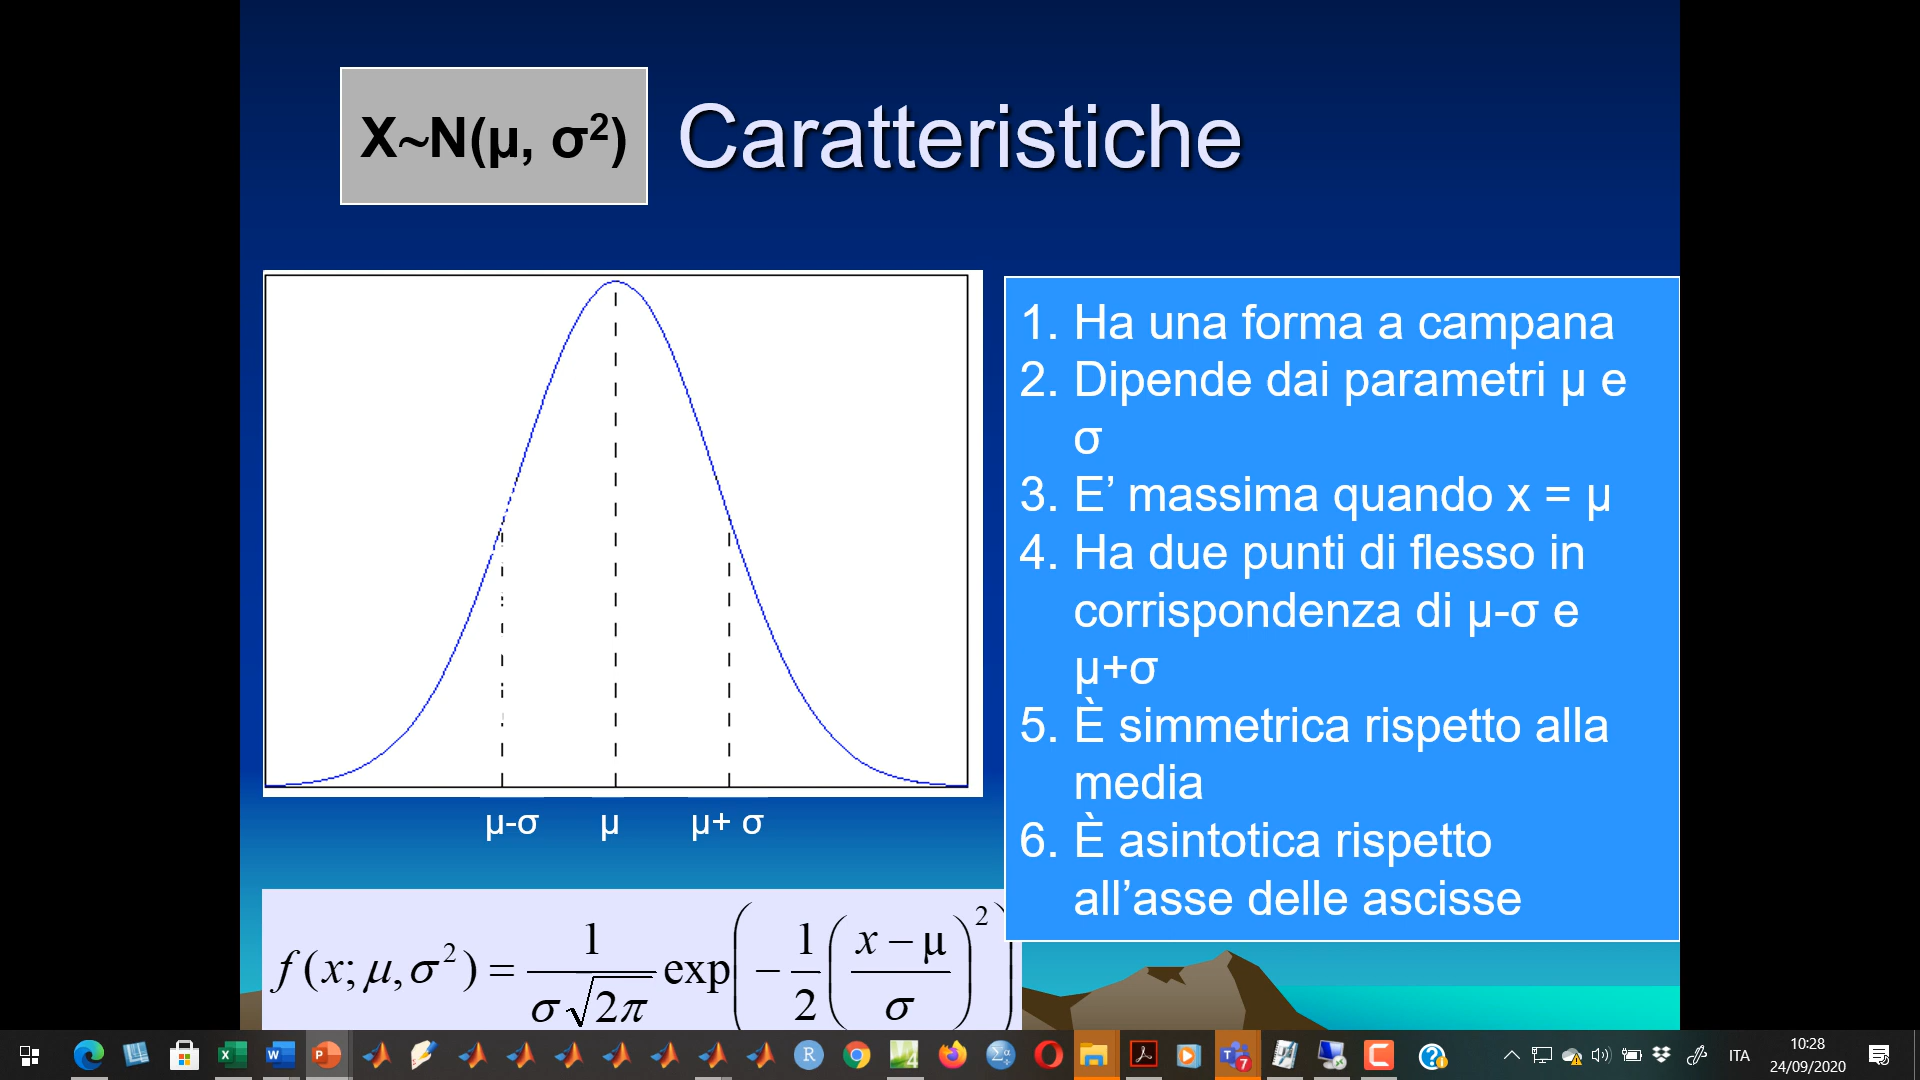 X~N(μ, σ²)
Caratteristiche
1. Ha una forma a campana
2. Dipende dai parametri μ e
σ
3. E’ massima quando x = μ
4. Ha due punti di flesso in
corrispondenza di μ-σ e
μ+σ
5. È simmetrica rispetto alla
media
6. È asintotica rispetto
all’asse delle ascisse
μ-σ μ μ+ σ
f(x; μ, σ²) = 1/(σ√2π) exp(− 1/2 ((x − μ)/σ)²)
ITA
10:28
24/09/2020